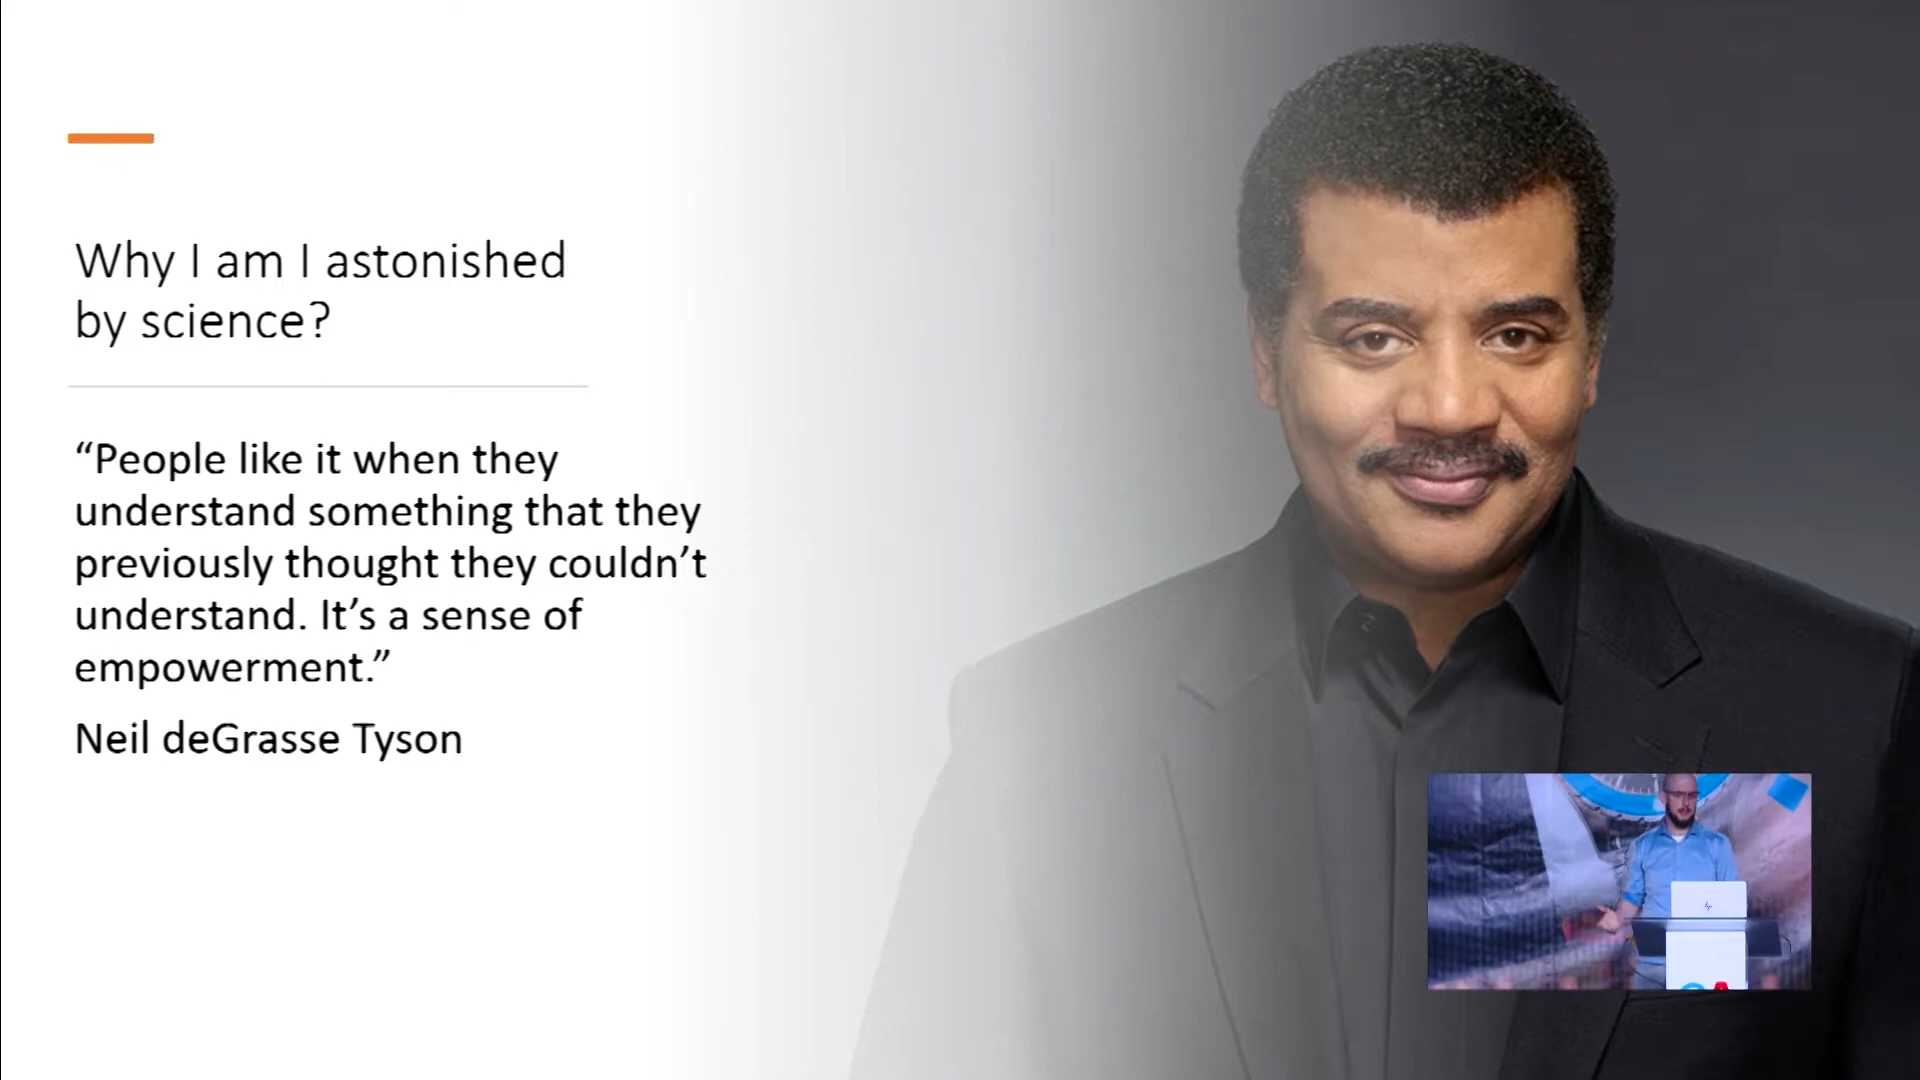 Why I am I astonished
by science?
“People like it when they
understand something that they
previously thought they couldn’t
understand. It’s a sense of
empowerment.”
Neil deGrasse Tyson
hp